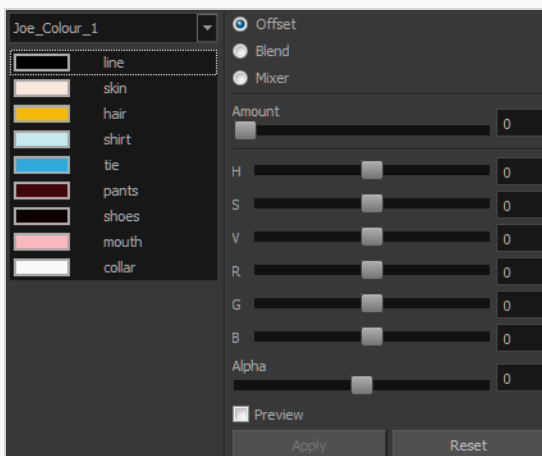 Joe_Colour_1
line
skin
hair
shirt
tie
pants
shoes
mouth
collar
Offset
Blend
Mixer
Amount
0
H 0
S 0
V 0
R 0
G 0
B 0
Alpha
0
Preview
Apply Reset